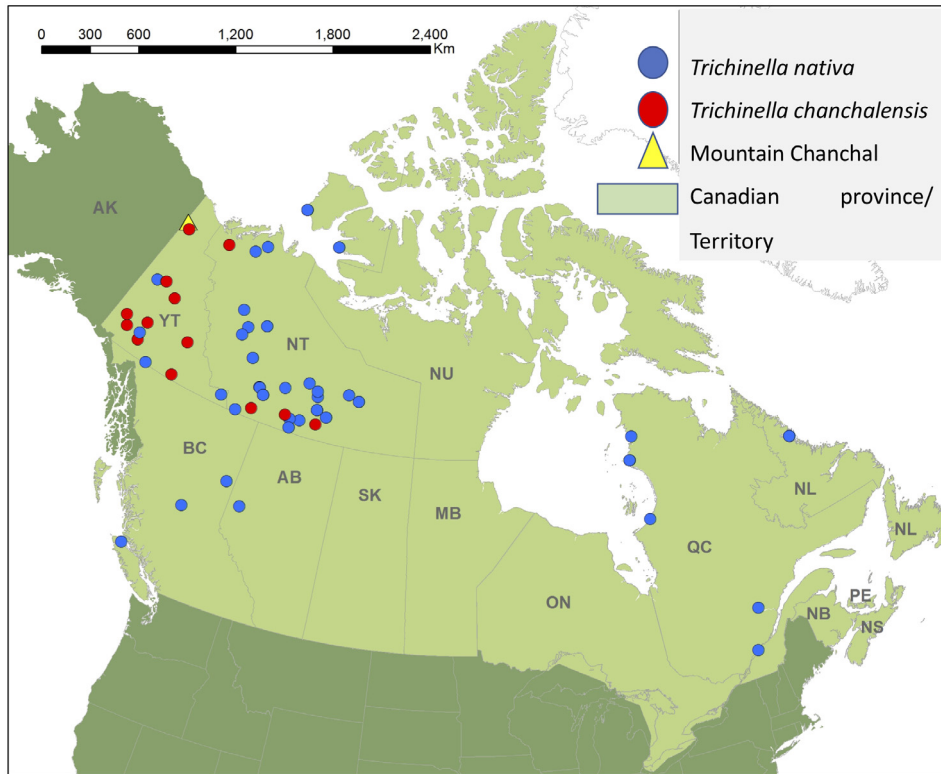 0 300 600 1,200 1,800 2,400
Km
Trichinella nativa
Trichinella chanchalensis
Mountain Chanchal
Canadian province/
Territory
AK
YT
NT
NU
BC
AB
SK
MB
ON
QC
NL
NL
PE
NB
NS